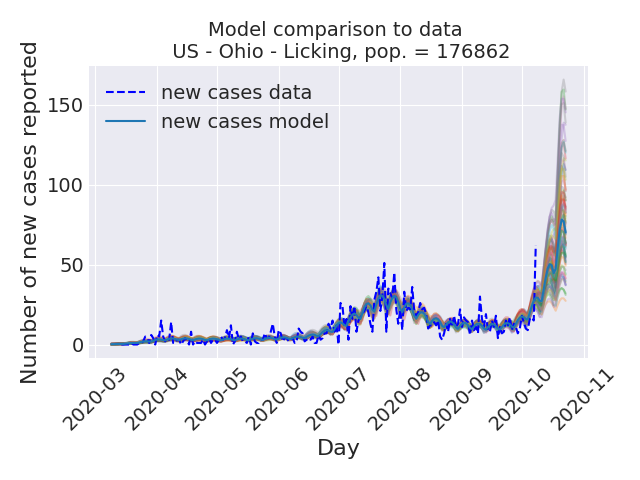 Model comparison to data
US - Ohio - Licking, pop. = 176862
Number of new cases reported
150
100
50
0
new cases data
new cases model
2020-03
2020-04
2020-05
2020-06
2020-07
2020-08
2020-09
2020-10
2020-11
Day